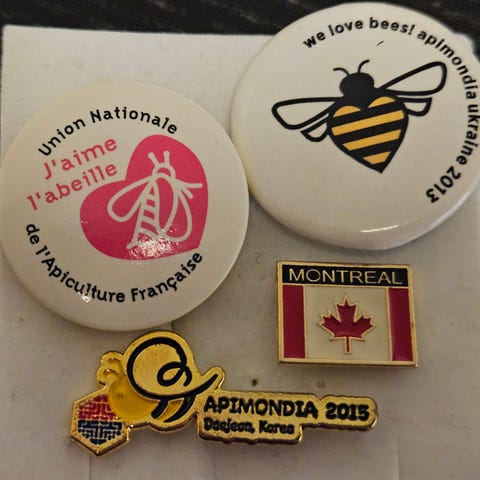 Union Nationale
J'aime
l'abeille
de l'Apiculture Française
we love bees! apimondia ukraine 2013
MONTREAL
APIMONDIA 2015
Daejeon, Korea